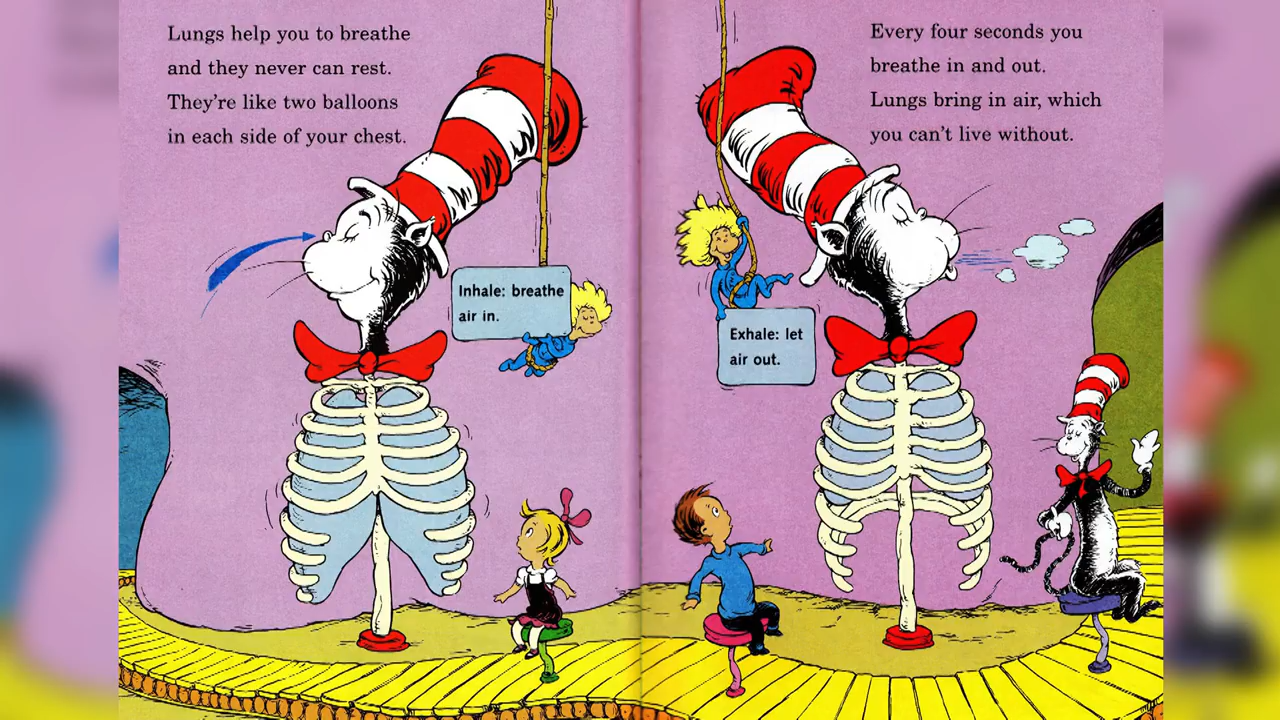 Lungs help you to breathe
and they never can rest.
They're like two balloons
in each side of your chest.
Inhale: breathe
air in.
Every four seconds you
breathe in and out.
Lungs bring in air, which
you can't live without.
Exhale: let
air out.